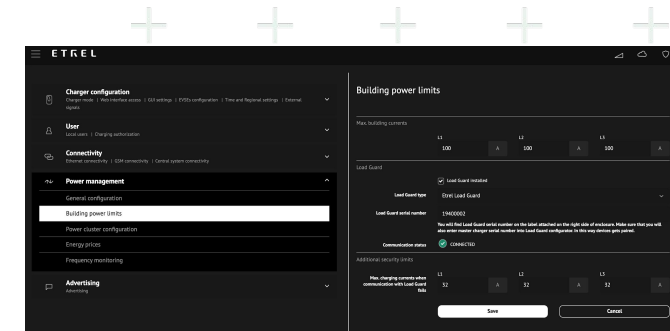 ETREL
Charger configuration
Charger mode | Web interface access | GUI settings | EVSEs configuration | Time and Regional settings | External
signals
User
Local users | Charging authorization
Connectivity
Ethernet connectivity | GSM connectivity | Central system connectivity
Power management
General configuration
Building power limits
Power cluster configuration
Energy prices
Frequency monitoring
Advertising
Advertising
Building power limits
Max. building currents
L1 L2 L3
100 A 100 A 100 A
Load Guard
Load Guard installed
Load Guard type Etrel Load Guard
Load Guard serial number 19400002
You will find Load Guard serial number on the label attached on the right side of enclosure. Make sure that you will
also enter master charger serial number into Load Guard configurator. In this way devices gets paired.
Communication status CONNECTED
Additional security limits
L1 L2 L3
Max. charging currents when
communication with Load Guard
fails
32 A 32 A 32 A
Save Cancel